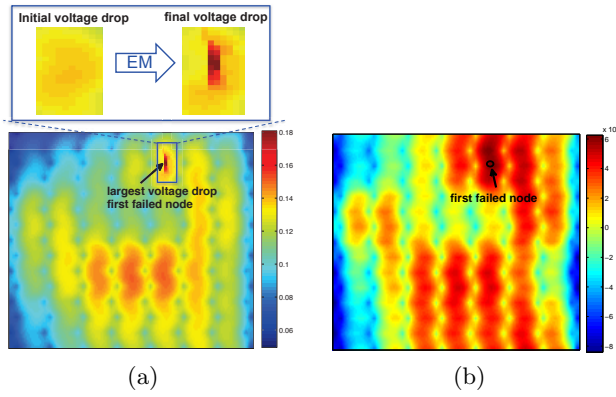 Initial voltage drop
final voltage drop
EM
largest voltage drop
first failed node
0.18
0.16
0.14
0.12
0.1
0.08
0.06
x 10
first failed node
6
4
2
0
-2
-4
-6
-8
(a)
(b)